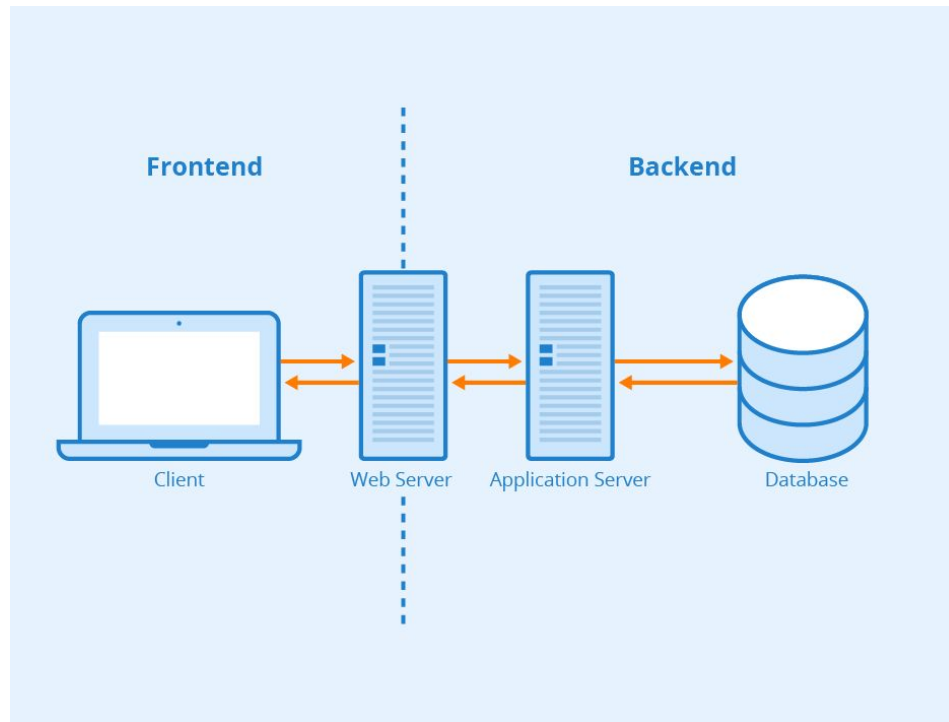 Frontend
Backend
Client
Web Server
Application Server
Database